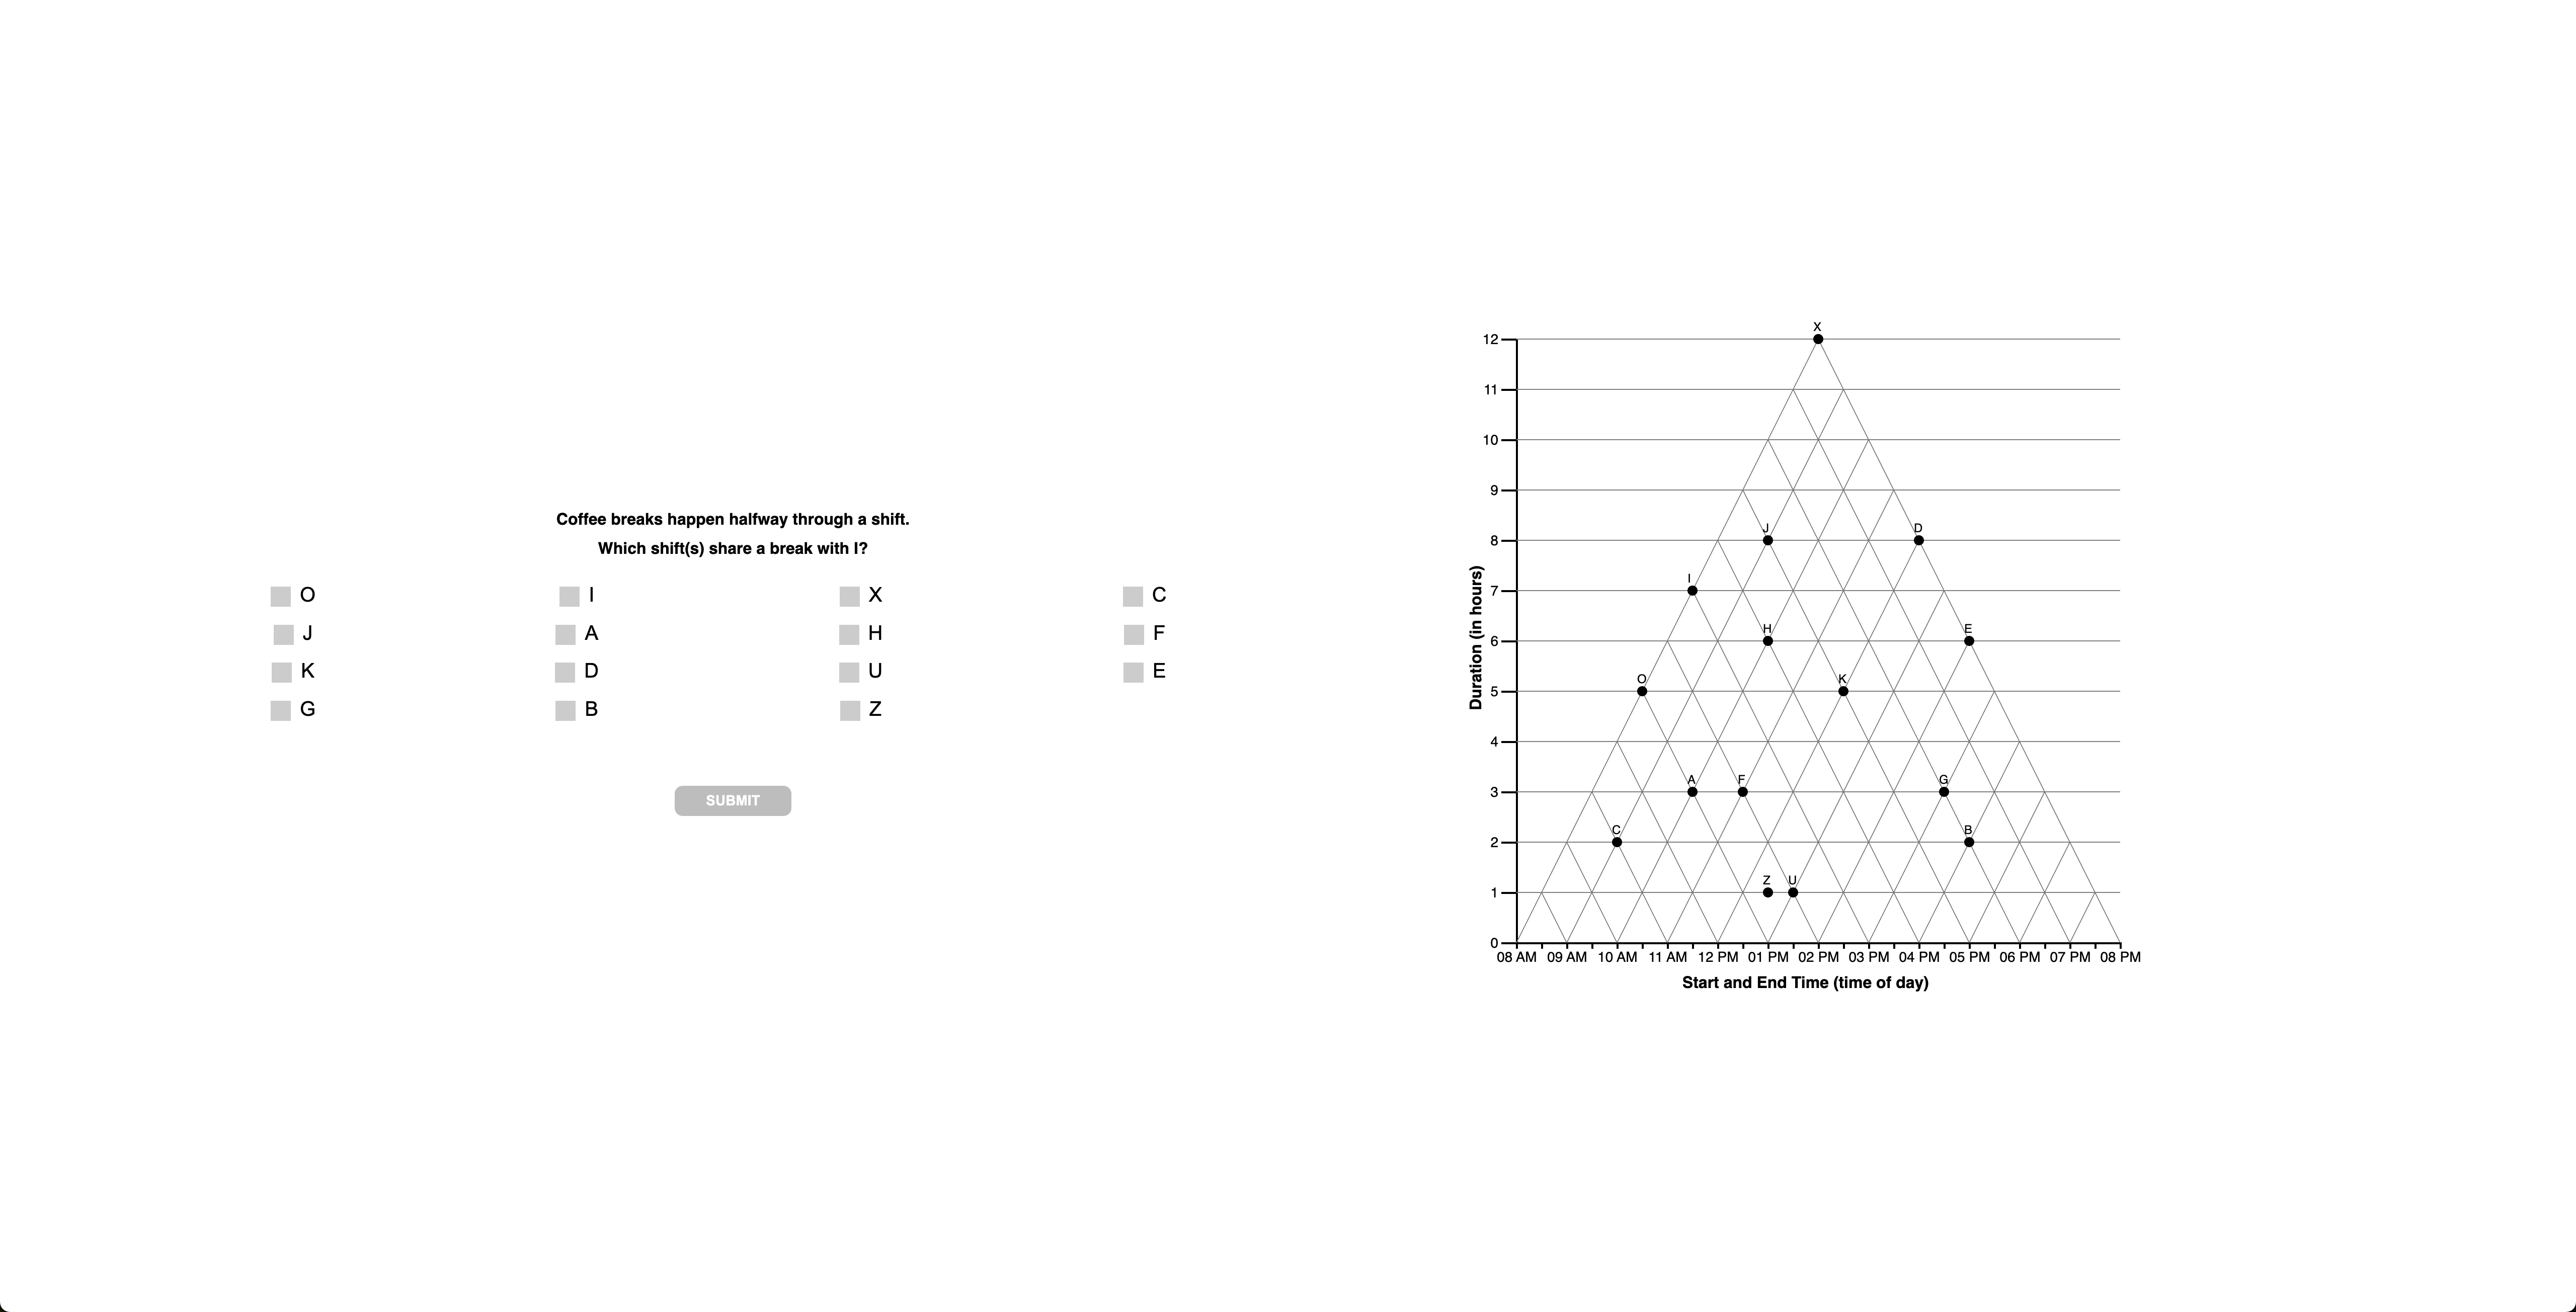 Coffee breaks happen halfway through a shift.
Which shift(s) share a break with I?
O I X C
J A H F
K D U E
G B Z
SUBMIT
X
12
11
10
9
J D
8
I
7
H E
6
O K
5
4
A F G
3
C B
2
Z U
1
0
Duration (in hours)
08 AM 09 AM 10 AM 11 AM 12 PM 01 PM 02 PM 03 PM 04 PM 05 PM 06 PM 07 PM 08 PM
Start and End Time (time of day)